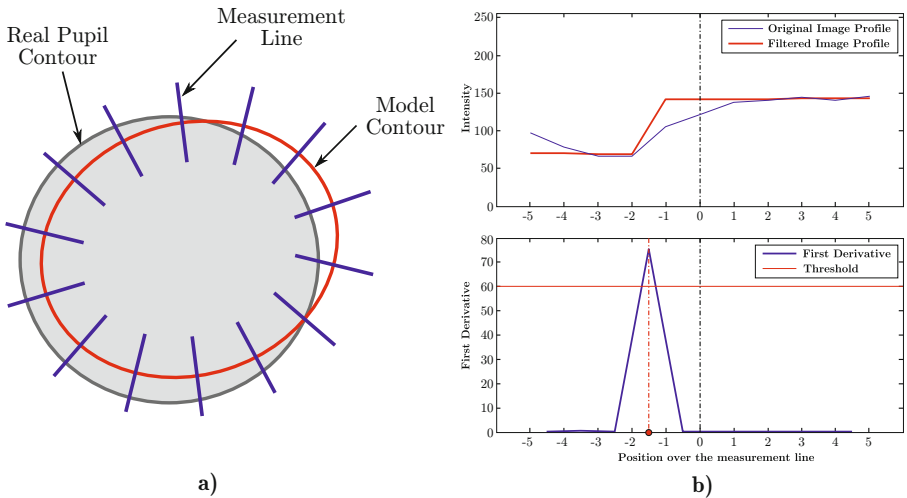 Real Pupil
Contour
Measurement
Line
Model
Contour
a)
Intensity
250
200
150
100
50
0
Original Image Profile
Filtered Image Profile
-5 -4 -3 -2 -1 0 1 2 3 4 5
First Derivative
80
70
60
50
40
30
20
10
0
First Derivative
Threshold
-5 -4 -3 -2 -1 0 1 2 3 4 5
Position over the measurement line
b)